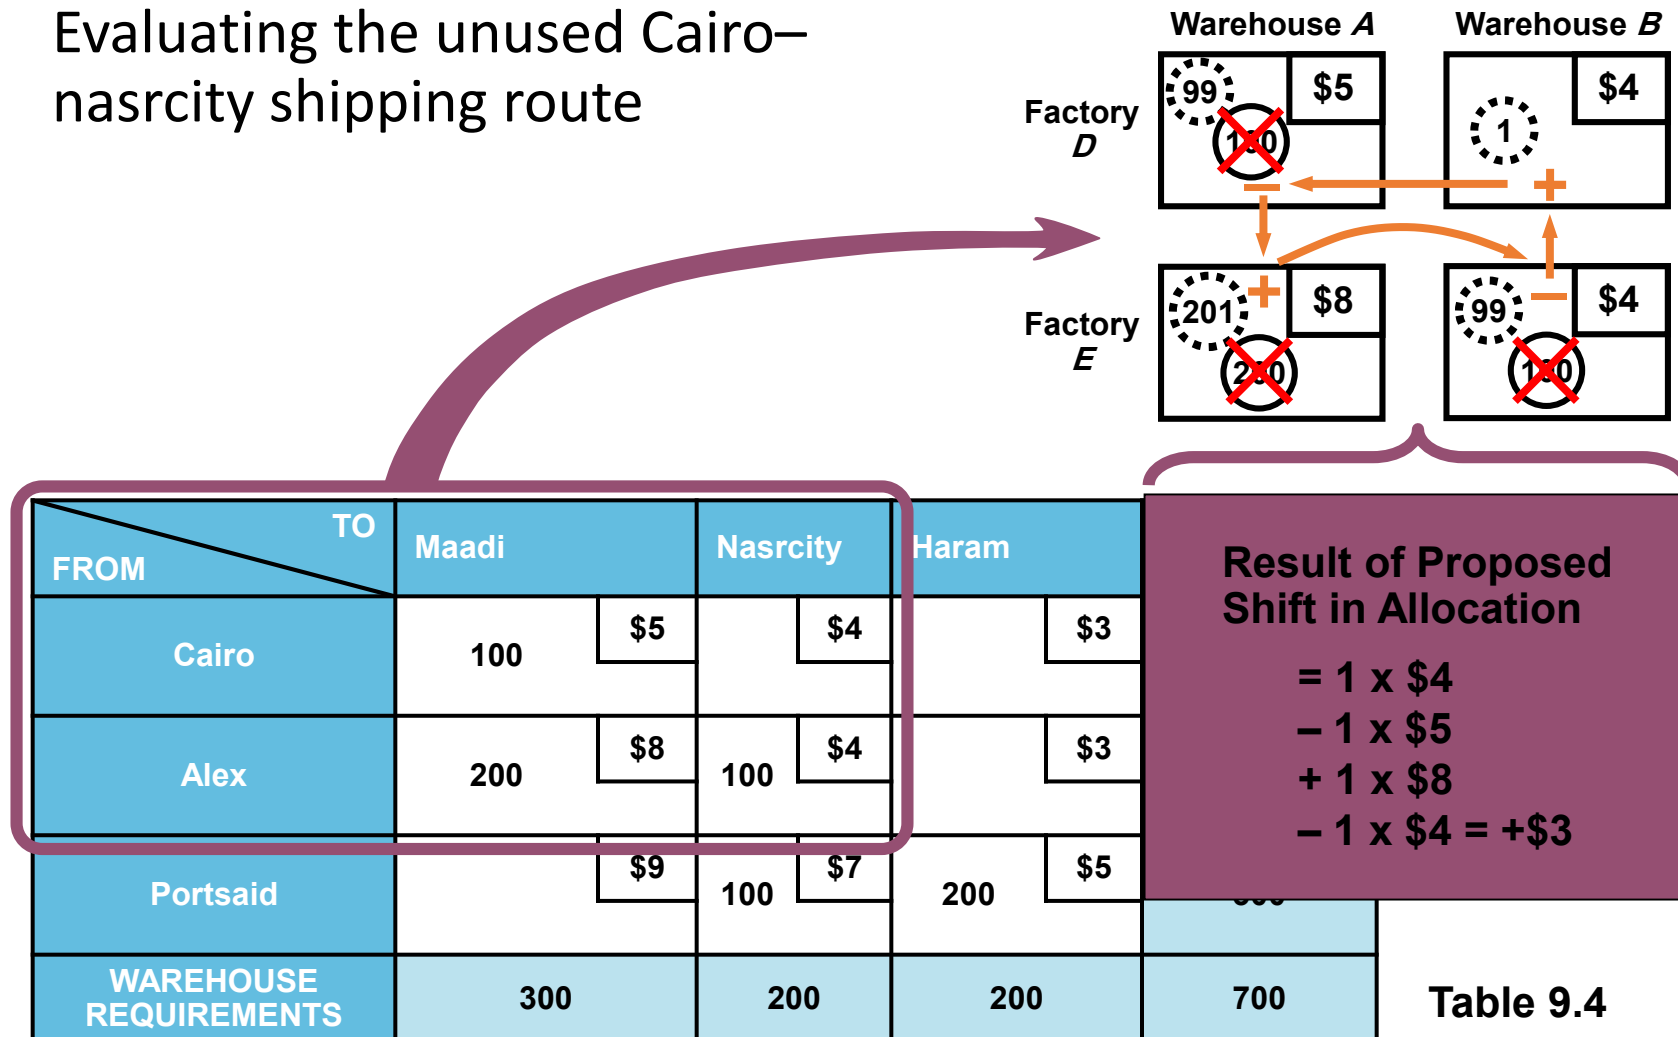 Evaluating the unused Cairo–
nasrcity shipping route
Warehouse A
Warehouse B
Factory
D
99
$5
100
1
$4
Factory
E
201
$8
200
99
$4
100
TO
FROM
Maadi
Nasrcity
Haram
Cairo
100
$5
$4
$3
Alex
200
$8
100
$4
$3
Portsaid
$9
100
$7
200
$5
WAREHOUSE
REQUIREMENTS
300
200
200
700
Result of Proposed
Shift in Allocation
= 1 x $4
– 1 x $5
+ 1 x $8
– 1 x $4 = +$3
Table 9.4